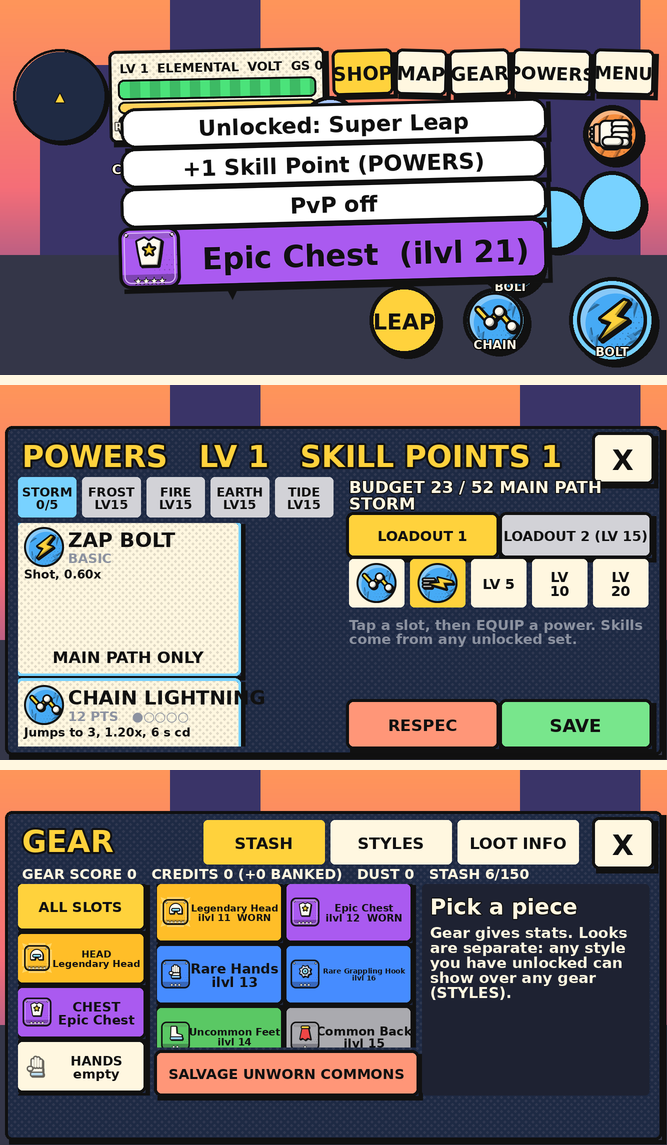 LV 1 ELEMENTAL VOLT GS 0
SHOP
MAP
GEAR
POWERS
MENU
Unlocked: Super Leap
+1 Skill Point (POWERS)
PvP off
Epic Chest (ilvl 21)
LEAP
CHAIN
BOLT
BOLT
POWERS LV 1 SKILL POINTS 1
X
STORM
0/5
FROST
LV15
FIRE
LV15
EARTH
LV15
TIDE
LV15
BUDGET 23 / 52 MAIN PATH
STORM
ZAP BOLT
BASIC
Shot, 0.60x
MAIN PATH ONLY
CHAIN LIGHTNING
12 PTS ●○○○○
Jumps to 3, 1.20x, 6 s cd
LOADOUT 1
LOADOUT 2 (LV 15)
LV 5
LV
10
LV
20
Tap a slot, then EQUIP a power. Skills
come from any unlocked set.
RESPEC
SAVE
GEAR
STASH
STYLES
LOOT INFO
X
GEAR SCORE 0 CREDITS 0 (+0 BANKED) DUST 0 STASH 6/150
ALL SLOTS
HEAD
Legendary Head
CHEST
Epic Chest
HANDS
empty
Legendary Head
ilvl 11 WORN
Epic Chest
ilvl 12 WORN
Rare Hands
ilvl 13
Rare Grappling Hook
ilvl 16
Uncommon Feet
ilvl 14
Common Back
ilvl 15
SALVAGE UNWORN COMMONS
Pick a piece
Gear gives stats. Looks
are separate: any style
you have unlocked can
show over any gear
(STYLES).